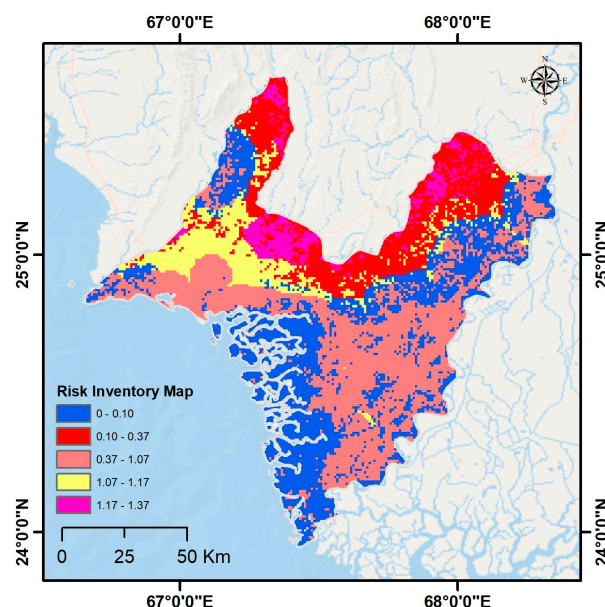 67°0'0"E 68°0'0"E
N
W E
S
25°0'0"N 25°0'0"N
Risk Inventory Map
0 - 0.10
0.10 - 0.37
0.37 - 1.07
1.07 - 1.17
1.17 - 1.37
24°0'0"N 24°0'0"N
0 25 50 Km
67°0'0"E 68°0'0"E